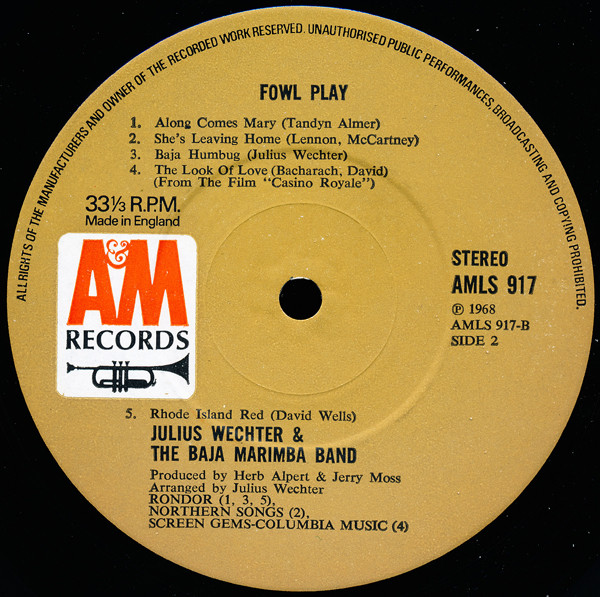 ALL RIGHTS OF THE MANUFACTURERS AND OWNER OF THE RECORDED WORK RESERVED. UNAUTHORISED PUBLIC PERFORMANCES, BROADCASTING AND COPYING PROHIBITED.
FOWL PLAY
1. Along Comes Mary (Tandyn Almer)
2. She's Leaving Home (Lennon, McCartney)
3. Baja Humbug (Julius Wechter)
4. The Look Of Love (Bacharach, David)
(From The Film "Casino Royale")
33⅓ R.P.M.
Made in England
A&M
RECORDS
STEREO
AMLS 917
℗ 1968
AMLS 917-B
SIDE 2
5. Rhode Island Red (David Wells)
JULIUS WECHTER &
THE BAJA MARIMBA BAND
Produced by Herb Alpert & Jerry Moss
Arranged by Julius Wechter
RONDOR (1, 3, 5),
NORTHERN SONGS (2),
SCREEN GEMS-COLUMBIA MUSIC (4)